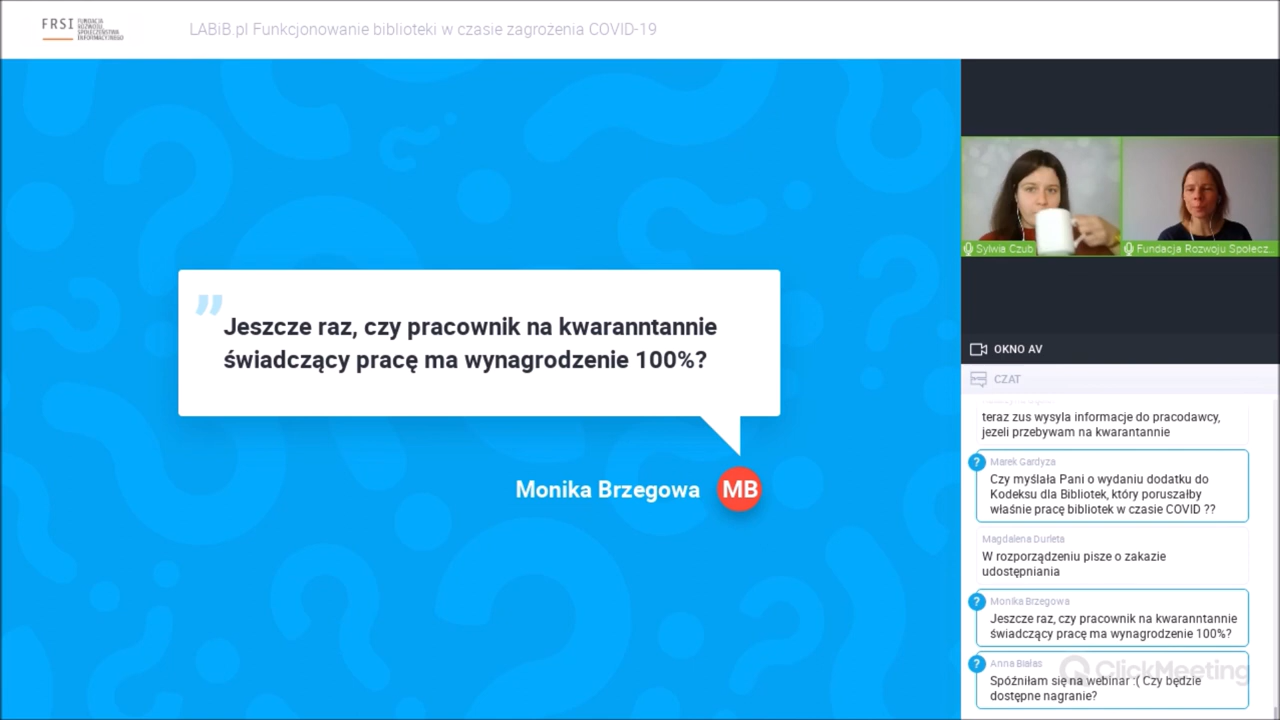 FRSI
FUNDACJA
ROZWOJU
SPOŁECZEŃSTWA
INFORMACYJNEGO
LABiB.pl Funkcjonowanie biblioteki w czasie zagrożenia COVID-19
”
Jeszcze raz, czy pracownik na kwaranntannie
świadczący pracę ma wynagrodzenie 100%?
Monika Brzegowa MB
Sylwia Czub
Fundacja Rozwoju Społecz...
OKNO AV
CZAT
teraz zus wysyla informacje do pracodawcy,
jezeli przebywam na kwarantannie
? Marek Gardyza
Czy myślała Pani o wydaniu dodatku do
Kodeksu dla Bibliotek, który poruszałby
właśnie pracę bibliotek w czasie COVID ??
Magdalena Durleta
W rozporządzeniu pisze o zakazie
udostępniania
? Monika Brzegowa
Jeszcze raz, czy pracownik na kwaranntannie
świadczący pracę ma wynagrodzenie 100%?
? Anna Białas
Spóźniłam się na webinar :( Czy będzie
dostępne nagranie?
ClickMeeting